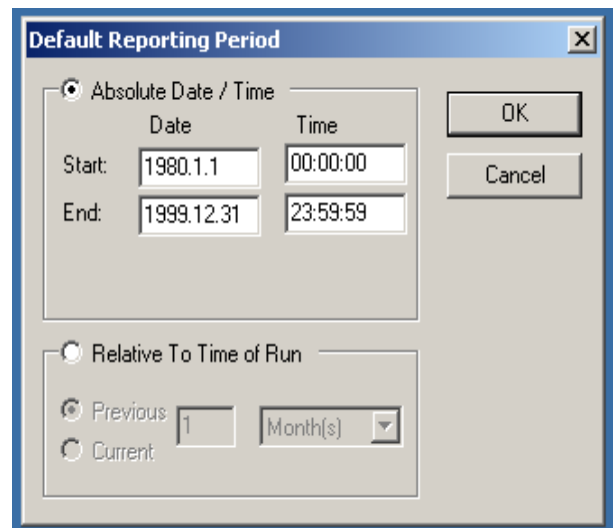 Default Reporting Period
Absolute Date / Time
Date Time
Start: 1980.1.1 00:00:00
End: 1999.12.31 23:59:59
OK
Cancel
Relative To Time of Run
Previous 1 Month(s)
Current